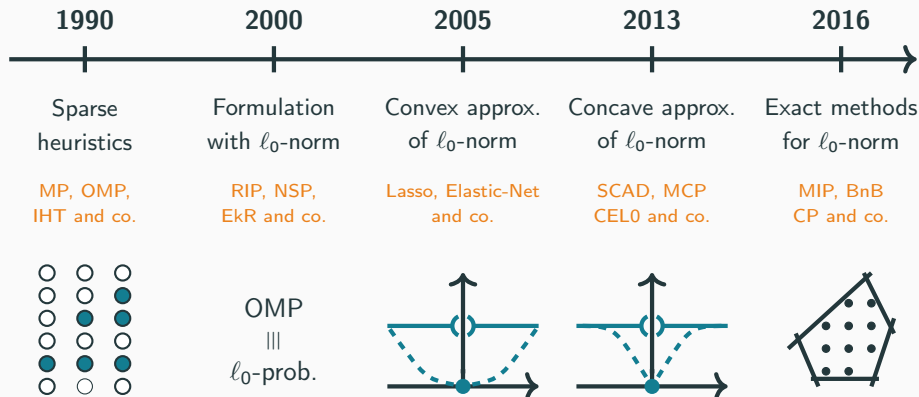 1990 2000 2005 2013 2016
Sparse
heuristics
MP, OMP,
IHT and co.
Formulation
with ℓ₀-norm
RIP, NSP,
EkR and co.
Convex approx.
of ℓ₀-norm
Lasso, Elastic-Net
and co.
Concave approx.
of ℓ₀-norm
SCAD, MCP
CEL0 and co.
Exact methods
for ℓ₀-norm
MIP, BnB
CP and co.
OMP
≡
ℓ₀-prob.